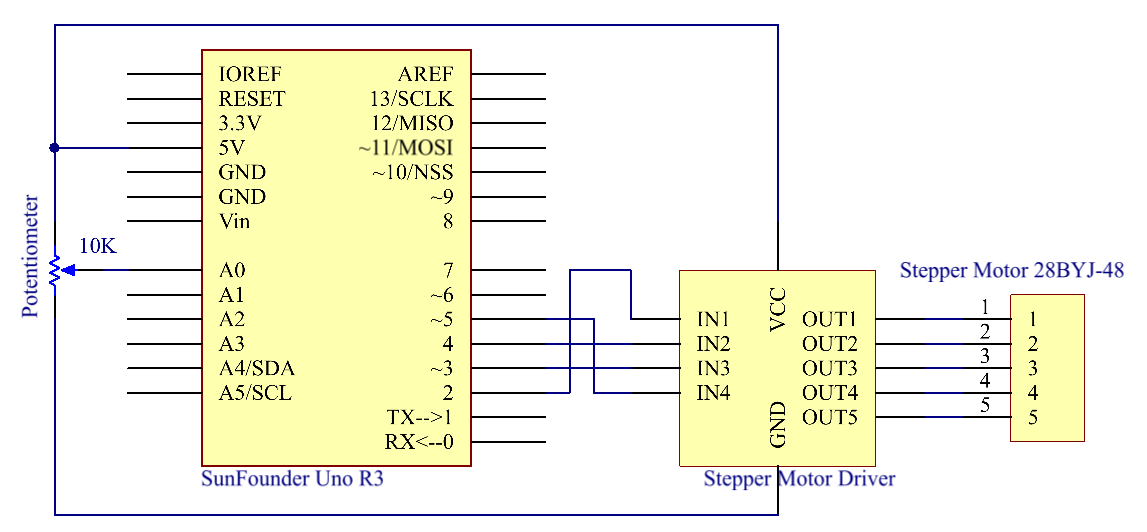 IOREF
RESET
3.3V
5V
GND
GND
Vin
A0
A1
A2
A3
A4/SDA
A5/SCL
AREF
13/SCLK
12/MISO
~11/MOSI
~10/NSS
~9
8
7
~6
~5
4
~3
2
TX-->1
RX<--0
SunFounder Uno R3
Potentiometer
10K
IN1
IN2
IN3
IN4
VCC
GND
OUT1
OUT2
OUT3
OUT4
OUT5
Stepper Motor Driver
Stepper Motor 28BYJ-48
1
2
3
4
5
1
2
3
4
5